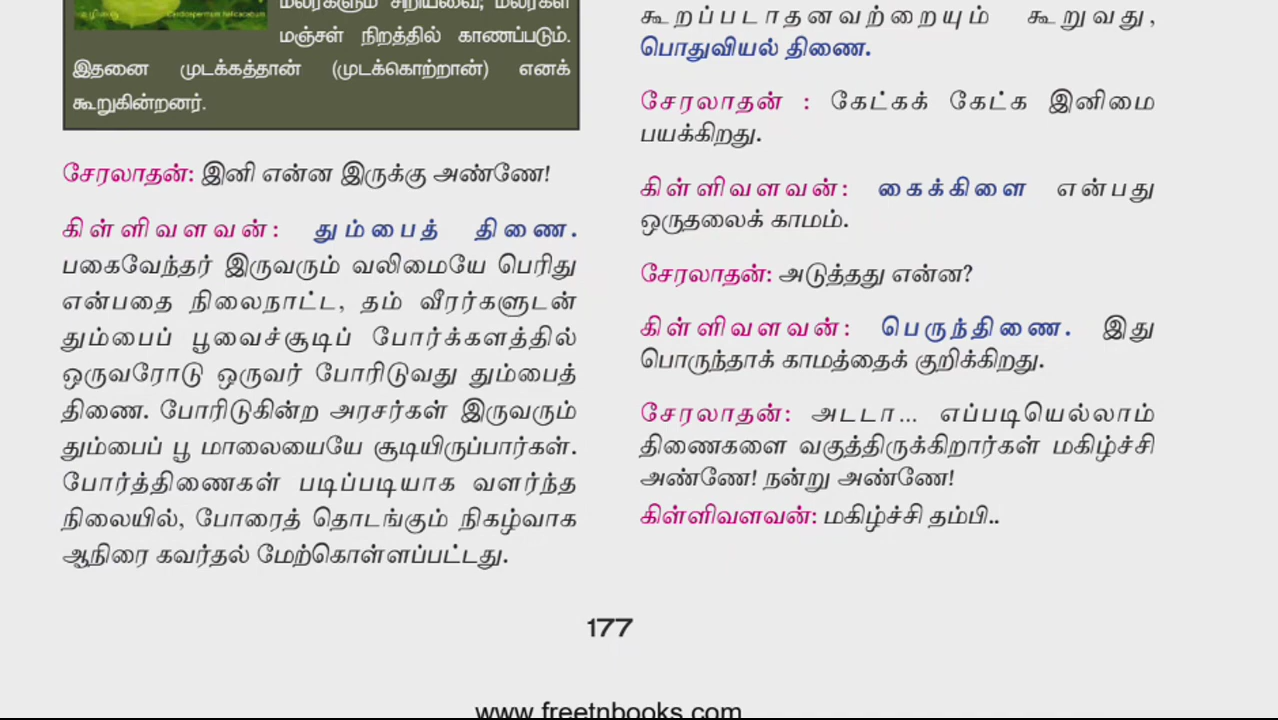 மலர்களும் சிறியவை; மலர்கள்
மஞ்சள் நிறத்தில் காணப்படும்.
இதனை முடக்கத்தான் (முடக்கொற்றான்) எனக்
கூறுகின்றனர்.
Cardiospermum helicacabum
சேரலாதன்: இனி என்ன இருக்கு அண்ணே!
கிள்ளிவளவன்: தும்பைத் திணை.
பகைவேந்தர் இருவரும் வலிமையே பெரிது
என்பதை நிலைநாட்ட, தம் வீரர்களுடன்
தும்பைப் பூவைச்சூடிப் போர்க்களத்தில்
ஒருவரோடு ஒருவர் போரிடுவது தும்பைத்
திணை. போரிடுகின்ற அரசர்கள் இருவரும்
தும்பைப் பூ மாலையையே சூடியிருப்பார்கள்.
போர்த்திணைகள் படிப்படியாக வளர்ந்த
நிலையில், போரைத் தொடங்கும் நிகழ்வாக
ஆநிரை கவர்தல் மேற்கொள்ளப்பட்டது.
கூறப்படாதனவற்றையும் கூறுவது,
பொதுவியல் திணை.
சேரலாதன் : கேட்கக் கேட்க இனிமை
பயக்கிறது.
கிள்ளிவளவன்: கைக்கிளை என்பது
ஒருதலைக் காமம்.
சேரலாதன்: அடுத்தது என்ன?
கிள்ளிவளவன்: பெருந்திணை. இது
பொருந்தாக் காமத்தைக் குறிக்கிறது.
சேரலாதன்: அடடா... எப்படியெல்லாம்
திணைகளை வகுத்திருக்கிறார்கள் மகிழ்ச்சி
அண்ணே! நன்று அண்ணே!
கிள்ளிவளவன்: மகிழ்ச்சி தம்பி..
177
www.freetnbooks.com